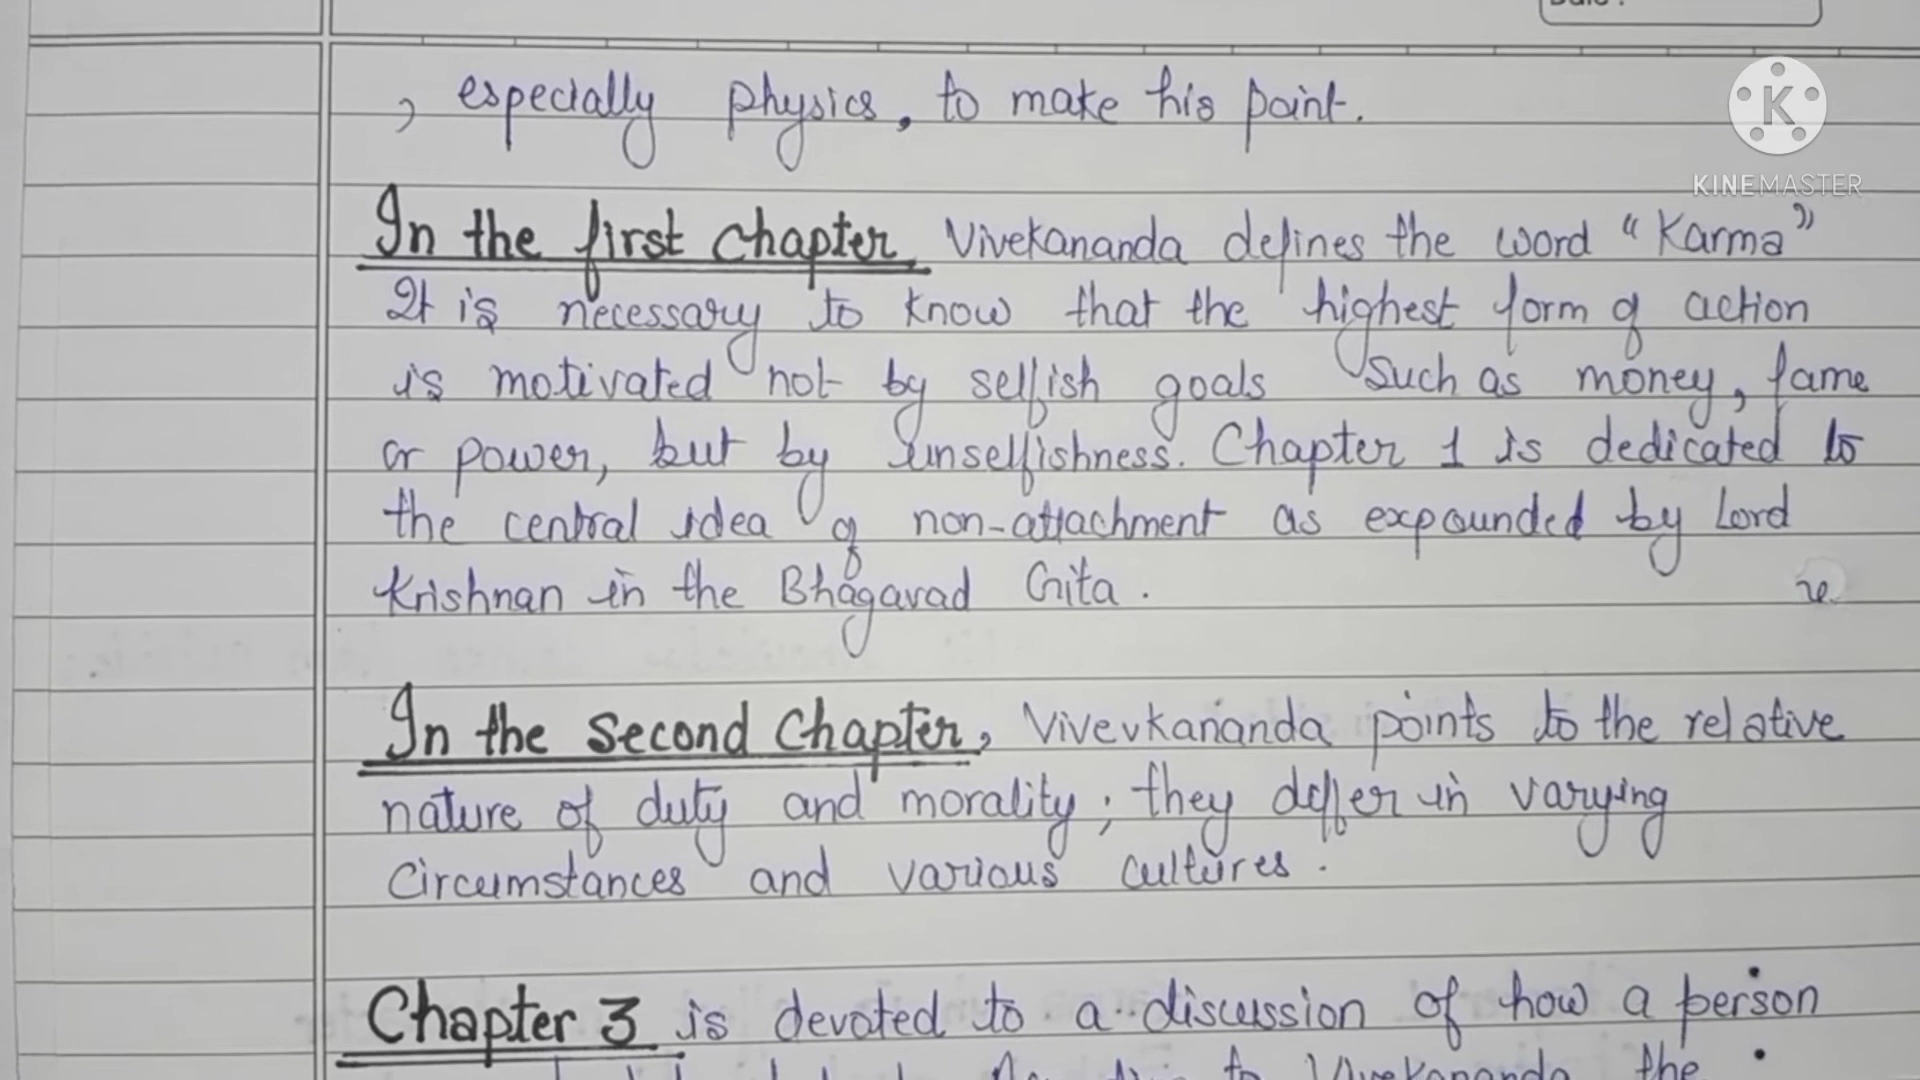 Date :
, especially physics, to make his point.
K
KINEMASTER
In the first chapter, Vivekananda defines the word "Karma"
It is necessary to know that the highest form of action
is motivated not by selfish goals such as money, fame
or power, but by unselfishness. Chapter 1 is dedicated to
the central idea of non-attachment as expounded by Lord
Krishnan in the Bhagavad Gita.
In the second Chapter, Vivevkananda points to the relative
nature of duty and morality; they differ in varying
circumstances and various cultures.
Chapter 3 is devoted to a discussion of how a person
to Vivekananda the